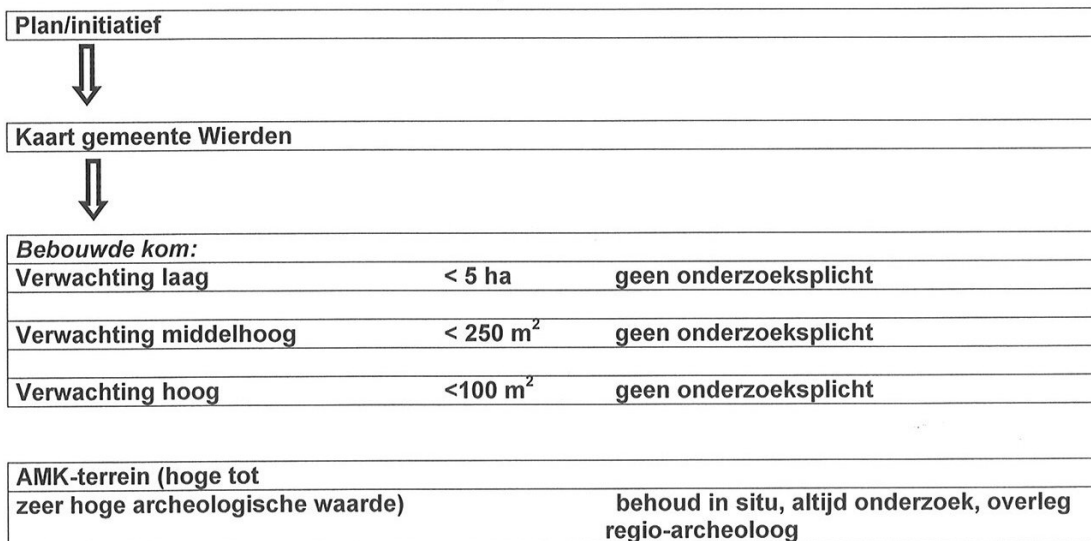 Plan/initiatief
Kaart gemeente Wierden
Bebouwde kom:
Verwachting laag < 5 ha geen onderzoeksplicht
Verwachting middelhoog < 250 m² geen onderzoeksplicht
Verwachting hoog <100 m² geen onderzoeksplicht
AMK-terrein (hoge tot
zeer hoge archeologische waarde) behoud in situ, altijd onderzoek, overleg
regio-archeoloog